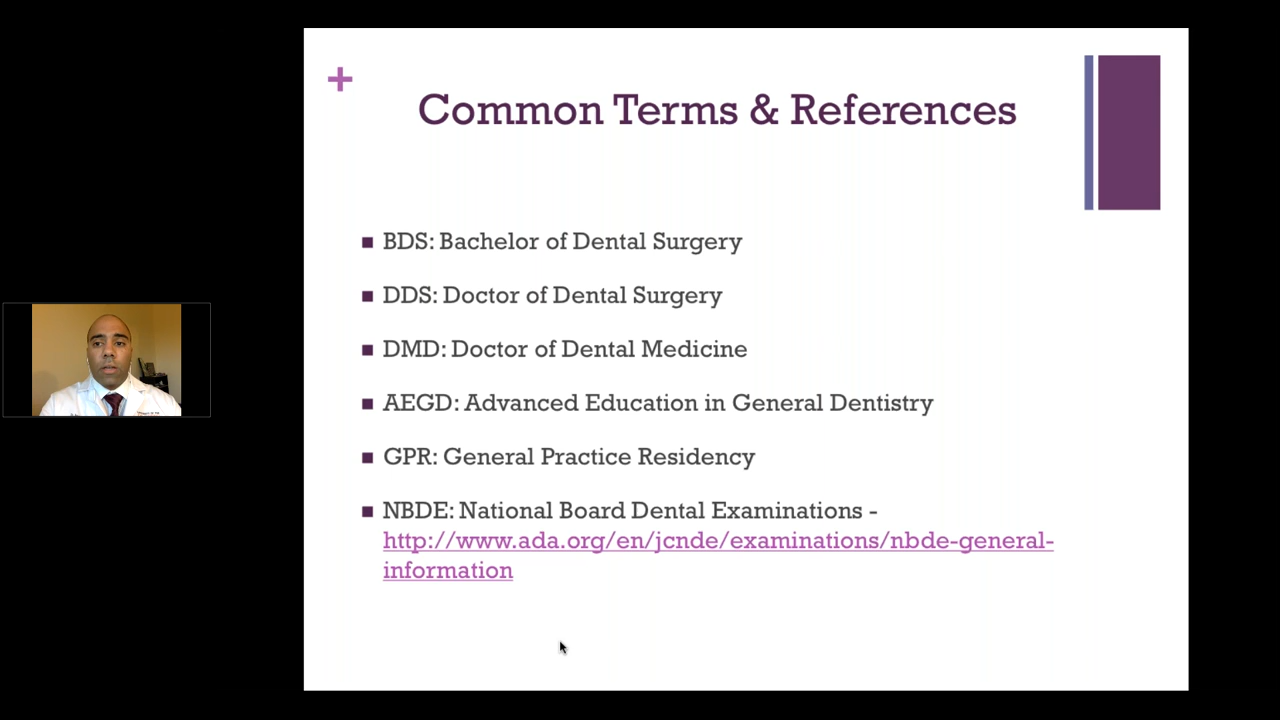 Common Terms & References
BDS: Bachelor of Dental Surgery
DDS: Doctor of Dental Surgery
DMD: Doctor of Dental Medicine
AEGD: Advanced Education in General Dentistry
GPR: General Practice Residency
NBDE: National Board Dental Examinations -
http://www.ada.org/en/jcnde/examinations/nbde-general-
information